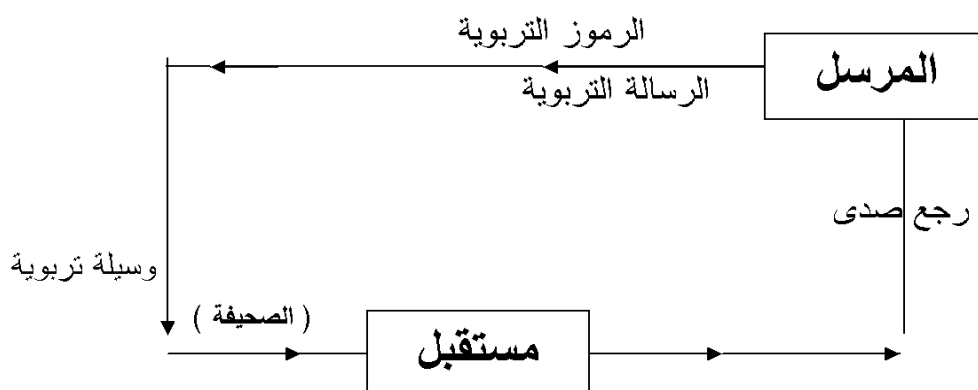 الرموز التربوية
المرسل
الرسالة التربوية
رجع صدى
وسيلة تربوية
( الصحيفة )
مستقبل